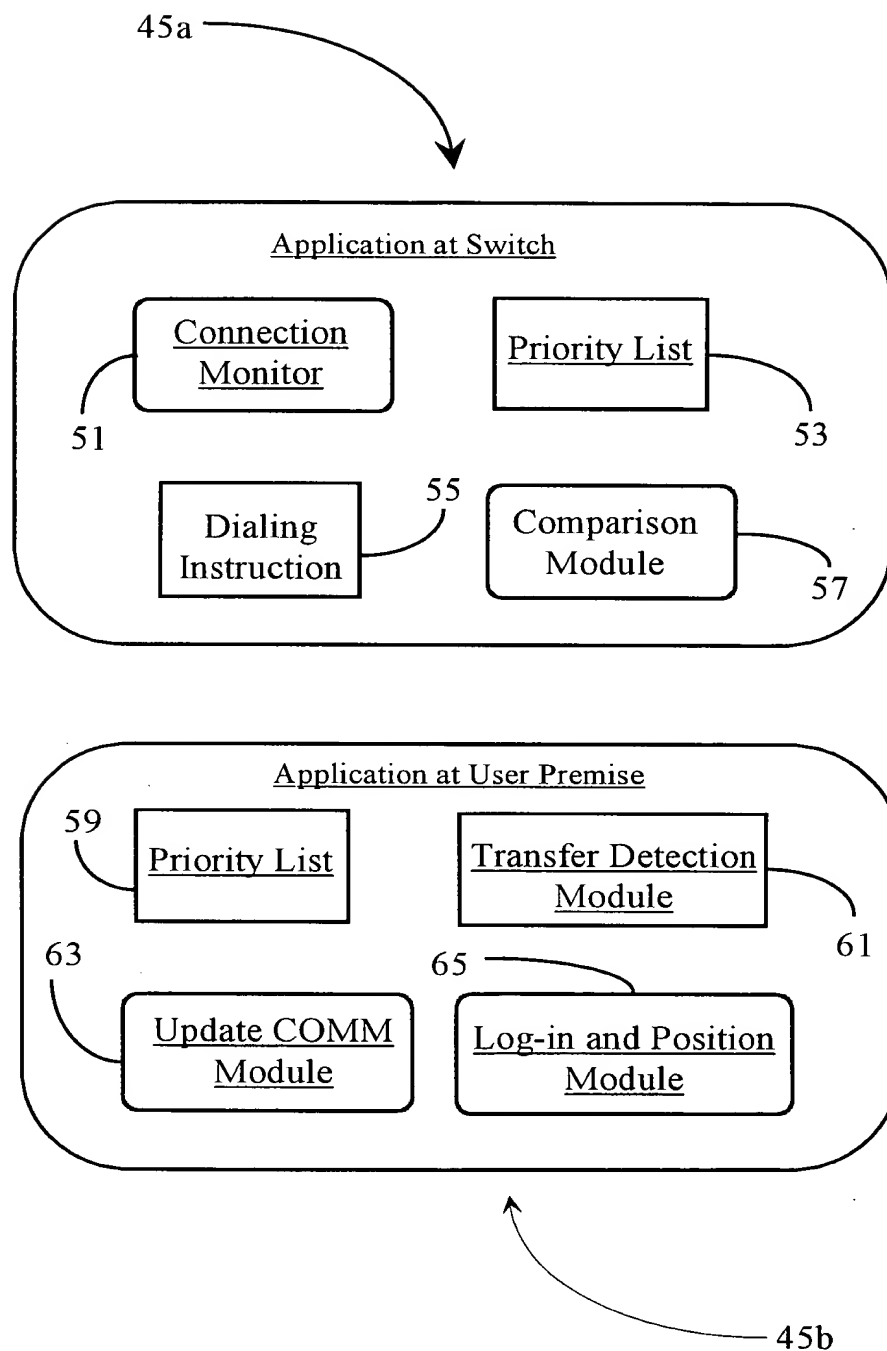 45a
Application at Switch
Connection
Monitor
Priority List
51
53
55
Dialing
Instruction
Comparison
Module
57
Application at User Premise
59
Priority List
Transfer Detection
Module
61
63
65
Update COMM
Module
Log-in and Position
Module
45b